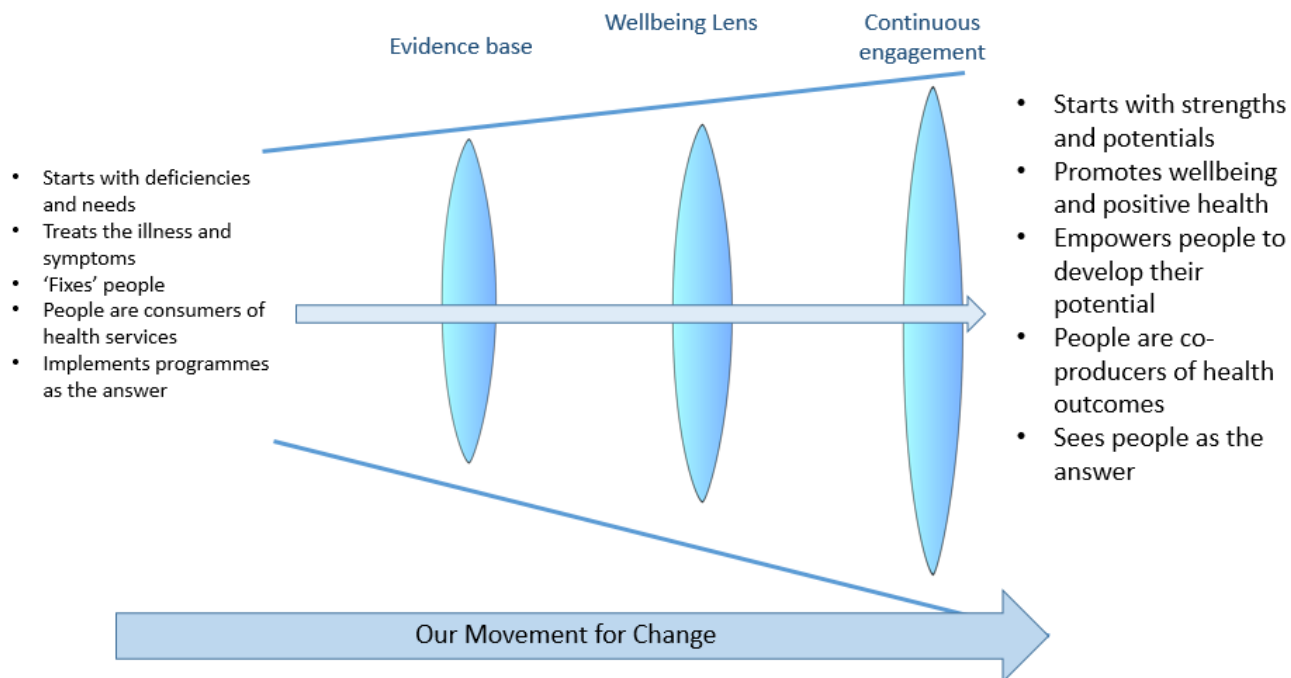 Evidence base
Wellbeing Lens
Continuous
engagement
• Starts with deficiencies
and needs
• Treats the illness and
symptoms
• ‘Fixes’ people
• People are consumers of
health services
• Implements programmes
as the answer
• Starts with strengths
and potentials
• Promotes wellbeing
and positive health
• Empowers people to
develop their
potential
• People are co-
producers of health
outcomes
• Sees people as the
answer
Our Movement for Change